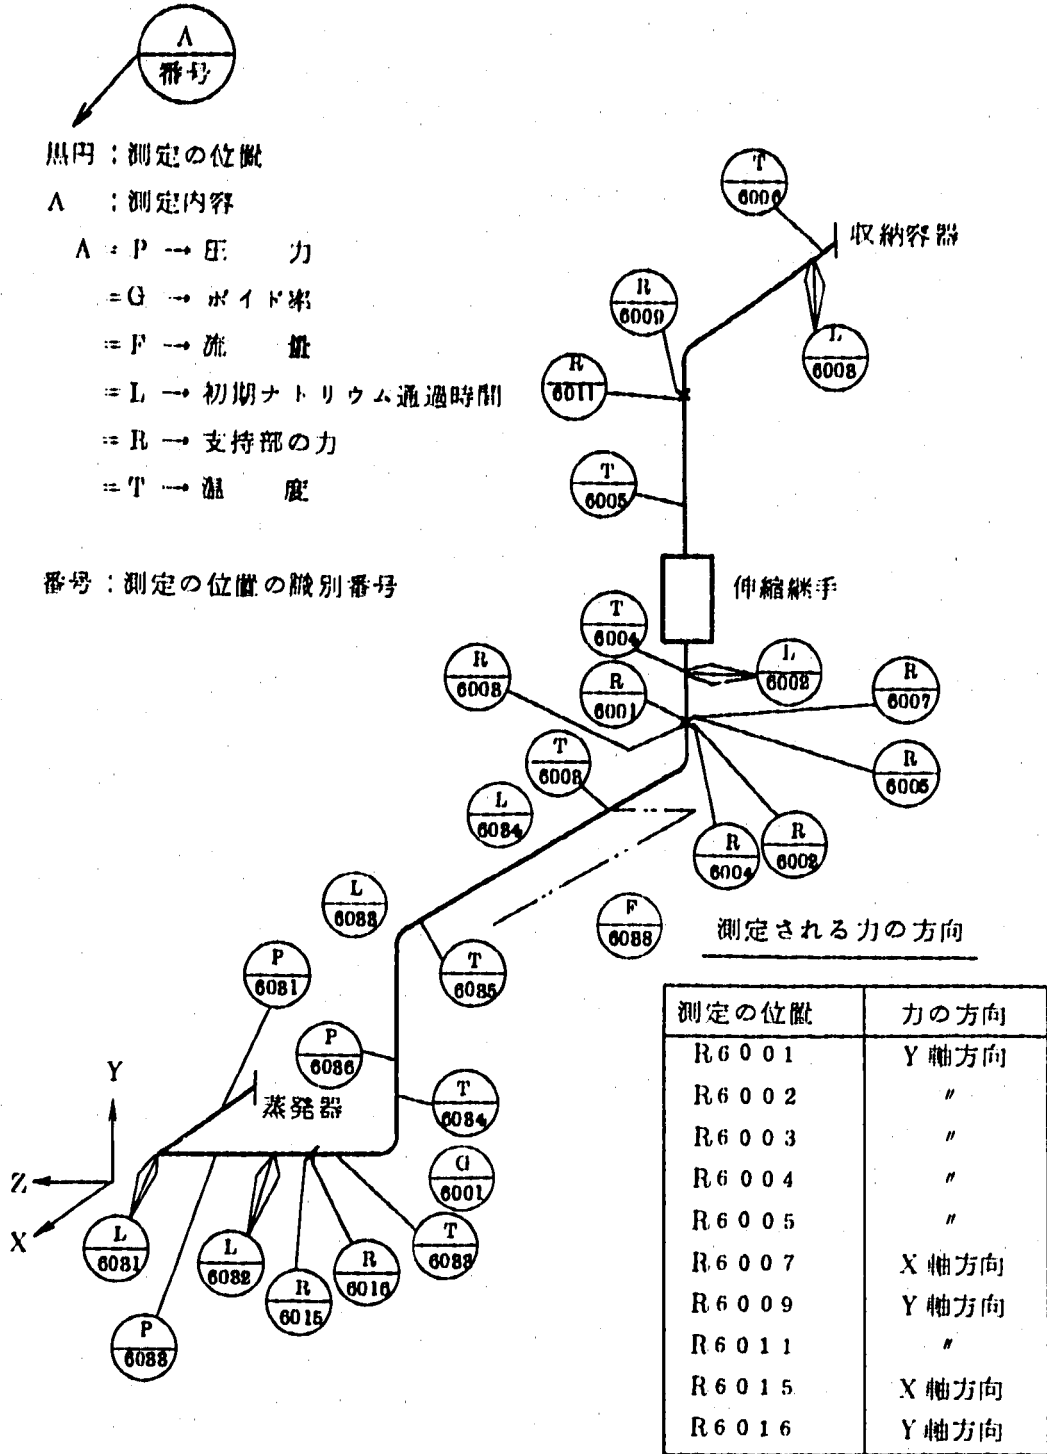 A
番号
黒円：測定の位置
A ：測定内容
A = P → 圧 力
= G → ボイド率
= F → 流 量
= L → 初期ナトリウム通過時間
= R → 支持部の力
= T → 温 度
番号：測定の位置の識別番号
T
6006
収納容器
R
6009
L
6003
R
6011
T
6005
伸縮継手
T
6004
L
6002
R
6003
R
6001
R
6007
T
6003
R
6005
L
6084
R
6004
R
6002
L
6083
F
6088
T
6085
P
6081
P
6086
T
6084
蒸発器
G
6001
Y
Z
X
L
6081
L
6082
R
6015
R
6016
T
6083
P
6083
測定される力の方向
測定の位置 力の方向
R6001 Y軸方向
R6002 〃
R6003 〃
R6004 〃
R6005 〃
R6007 X軸方向
R6009 Y軸方向
R6011 〃
R6015 X軸方向
R6016 Y軸方向